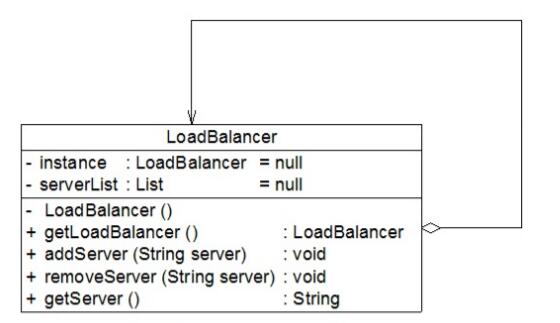 LoadBalancer
- instance : LoadBalancer = null
- serverList : List = null
- LoadBalancer ()
+ getLoadBalancer () : LoadBalancer
+ addServer (String server) : void
+ removeServer (String server) : void
+ getServer () : String